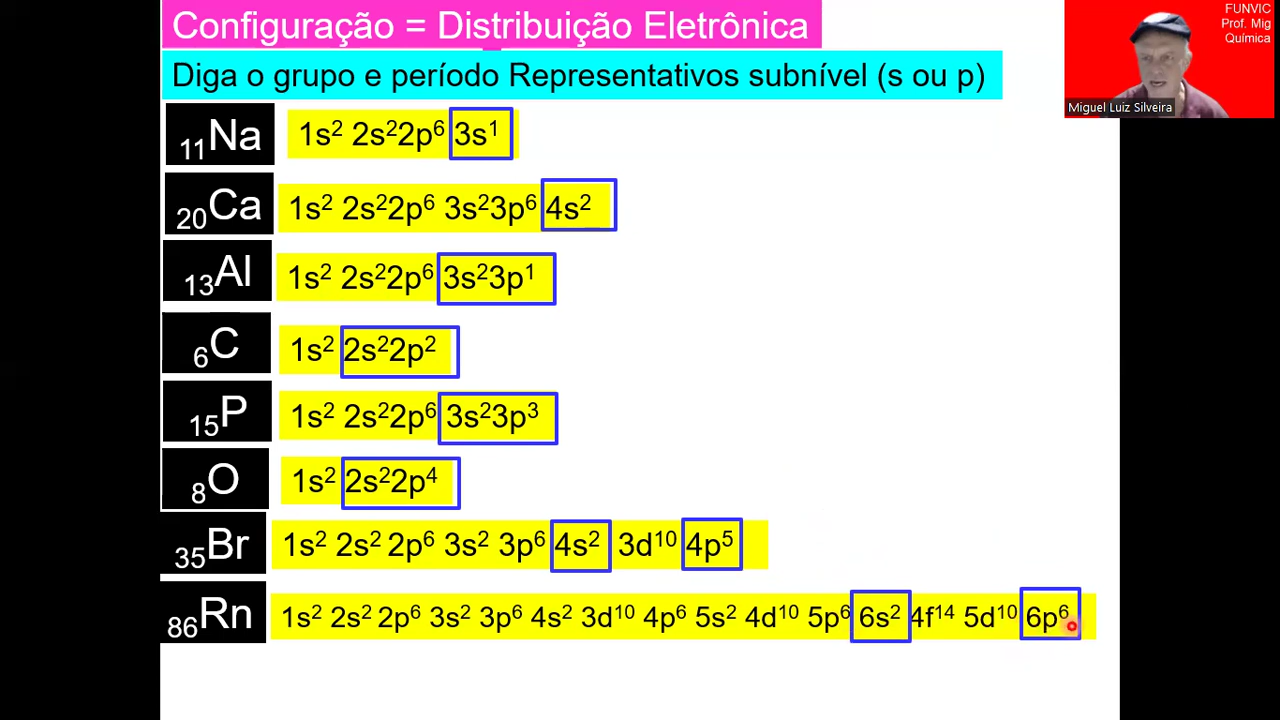 Configuração = Distribuição Eletrônica
Diga o grupo e período Representativos subnível (s ou p)
FUNVIC
Prof. Mig
Química
Miguel Luiz Silveira
₁₁Na 1s² 2s²2p⁶ 3s¹
₂₀Ca 1s² 2s²2p⁶ 3s²3p⁶ 4s²
₁₃Al 1s² 2s²2p⁶ 3s²3p¹
₆C 1s² 2s²2p²
₁₅P 1s² 2s²2p⁶ 3s²3p³
₈O 1s² 2s²2p⁴
₃₅Br 1s² 2s² 2p⁶ 3s² 3p⁶ 4s² 3d¹⁰ 4p⁵
₈₆Rn 1s² 2s² 2p⁶ 3s² 3p⁶ 4s² 3d¹⁰ 4p⁶ 5s² 4d¹⁰ 5p⁶ 6s² 4f¹⁴ 5d¹⁰ 6p⁶